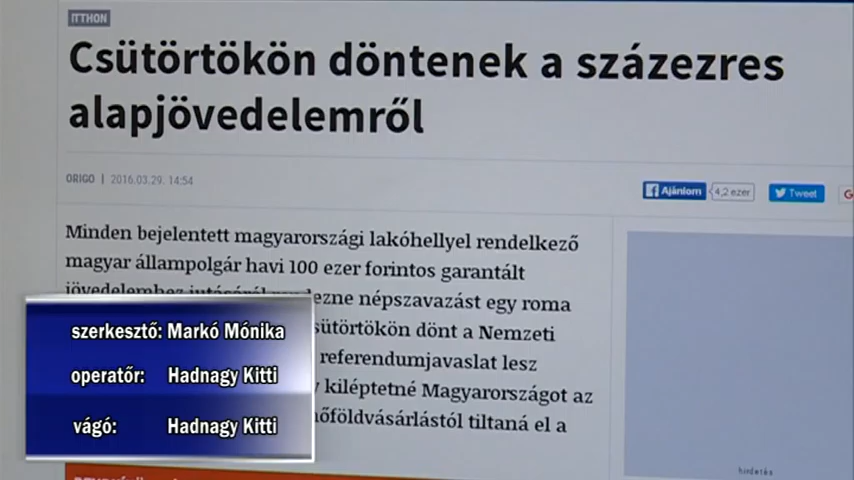 ITTHON
Csütörtökön döntenek a százezres
alapjövedelemről
ORIGO | 2016.03.29. 14:54
Ajánlom
4,2 ezer
Tweet
G
Minden bejelentett magyarországi lakóhellyel rendelkező
magyar állampolgár havi 100 ezer forintos garantált
népszavazást egy roma
dönt a Nemzeti
referendumjavaslat lesz
kiléptetné Magyarországot az
tiltaná el a
szerkesztő: Markó Mónika
operatőr: Hadnagy Kitti
vágó: Hadnagy Kitti
hirdetés